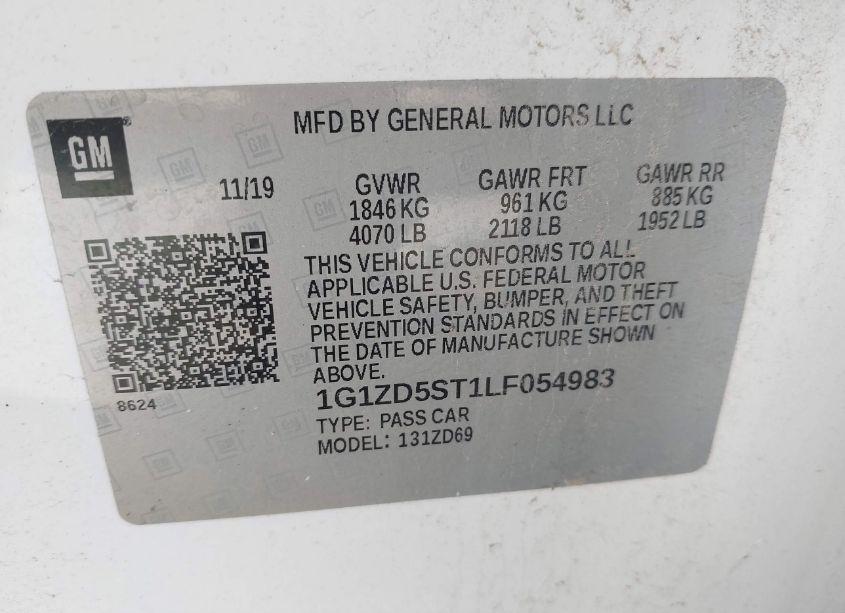 GM
MFD BY GENERAL MOTORS LLC
11/19
GVWR GAWR FRT GAWR RR
1846 KG 961 KG 885 KG
4070 LB 2118 LB 1952 LB
THIS VEHICLE CONFORMS TO ALL
APPLICABLE U.S. FEDERAL MOTOR
VEHICLE SAFETY, BUMPER, AND THEFT
PREVENTION STANDARDS IN EFFECT ON
THE DATE OF MANUFACTURE SHOWN
ABOVE.
8624
1G1ZD5ST1LF054983
TYPE: PASS CAR
MODEL: 131ZD69